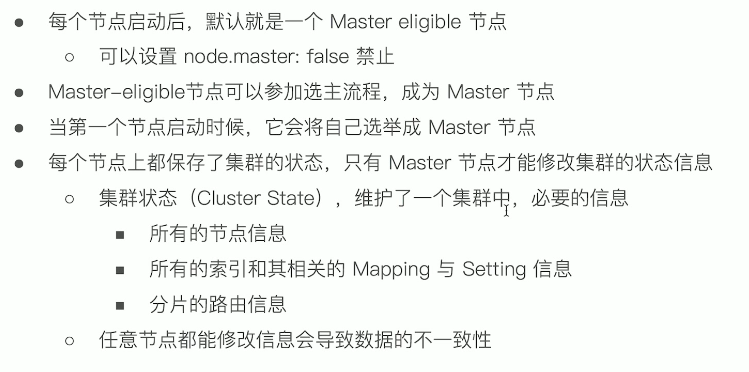 每个节点启动后，默认就是一个 Master eligible 节点
可以设置 node.master: false 禁止
Master-eligible节点可以参加选主流程，成为 Master 节点
当第一个节点启动时候，它会将自己选举成 Master 节点
每个节点上都保存了集群的状态，只有 Master 节点才能修改集群的状态信息
集群状态（Cluster State），维护了一个集群中，必要的信息
所有的节点信息
所有的索引和其相关的 Mapping 与 Setting 信息
分片的路由信息
任意节点都能修改信息会导致数据的不一致性